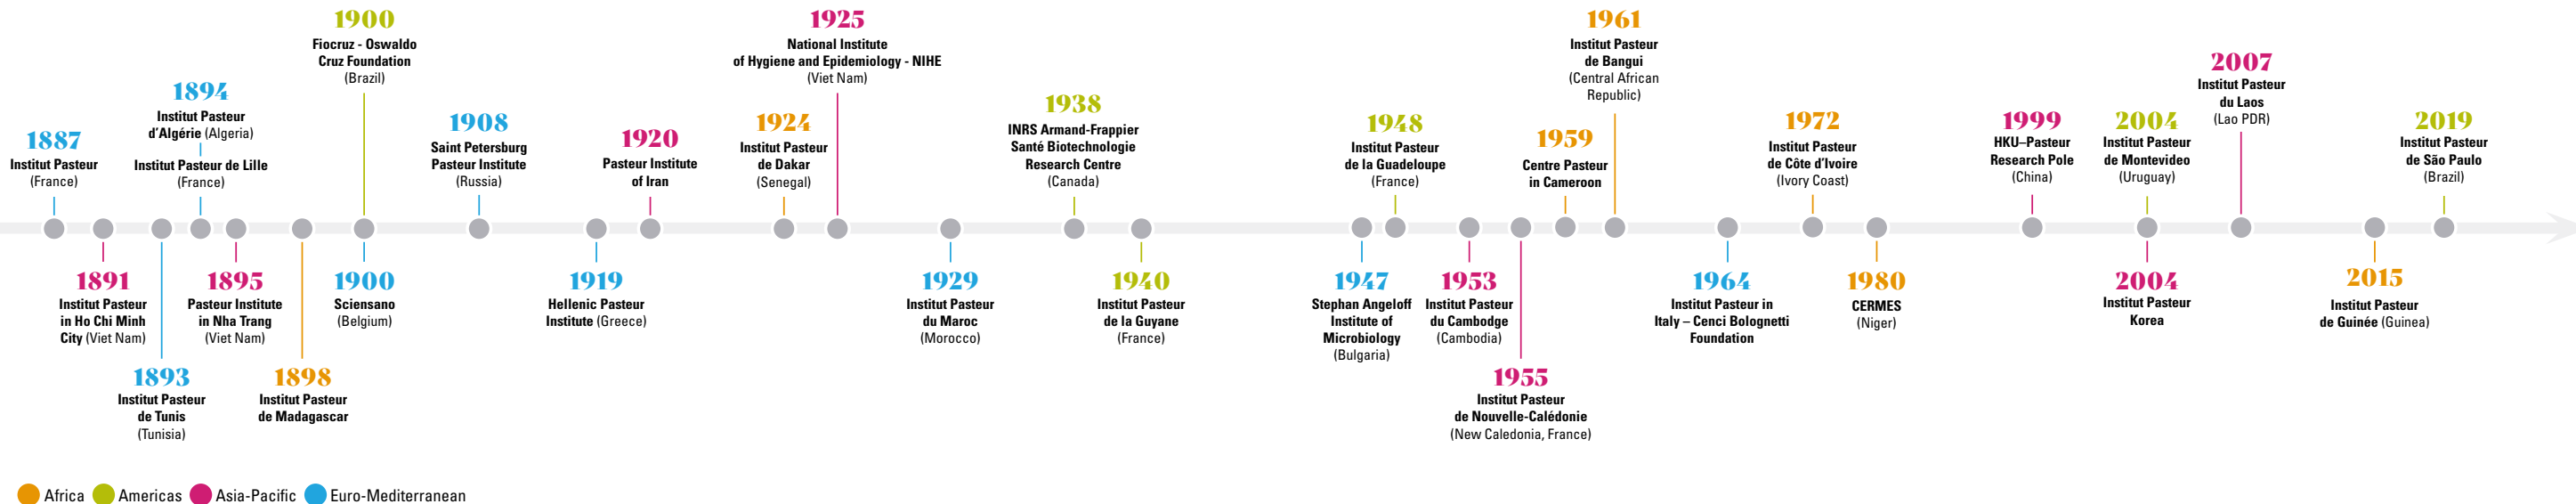 1887
Institut Pasteur
(France)
1891
Institut Pasteur
in Ho Chi Minh
City (Viet Nam)
1893
Institut Pasteur
de Tunis
(Tunisia)
1894
Institut Pasteur
d'Algérie (Algeria)
Institut Pasteur de Lille
(France)
1895
Pasteur Institute
in Nha Trang
(Viet Nam)
1898
Institut Pasteur
de Madagascar
1900
Fiocruz - Oswaldo
Cruz Foundation
(Brazil)
1900
Sciensano
(Belgium)
1908
Saint Petersburg
Pasteur Institute
(Russia)
1919
Hellenic Pasteur
Institute (Greece)
1920
Pasteur Institute
of Iran
1924
Institut Pasteur
de Dakar
(Senegal)
1925
National Institute
of Hygiene and Epidemiology - NIHE
(Viet Nam)
1929
Institut Pasteur
du Maroc
(Morocco)
1938
INRS Armand-Frappier
Santé Biotechnologie
Research Centre
(Canada)
1940
Institut Pasteur
de la Guyane
(France)
1947
Stephan Angeloff
Institute of
Microbiology
(Bulgaria)
1948
Institut Pasteur
de la Guadeloupe
(France)
1953
Institut Pasteur
du Cambodge
(Cambodia)
1955
Institut Pasteur
de Nouvelle-Calédonie
(New Caledonia, France)
1959
Centre Pasteur
in Cameroon
1961
Institut Pasteur
de Bangui
(Central African
Republic)
1964
Institut Pasteur in
Italy – Cenci Bolognetti
Foundation
1972
Institut Pasteur
de Côte d'Ivoire
(Ivory Coast)
1980
CERMES
(Niger)
1999
HKU–Pasteur
Research Pole
(China)
2004
Institut Pasteur
de Montevideo
(Uruguay)
2004
Institut Pasteur
Korea
2007
Institut Pasteur
du Laos
(Lao PDR)
2015
Institut Pasteur
de Guinée (Guinea)
2019
Institut Pasteur
de São Paulo
(Brazil)
Africa Americas Asia-Pacific Euro-Mediterranean